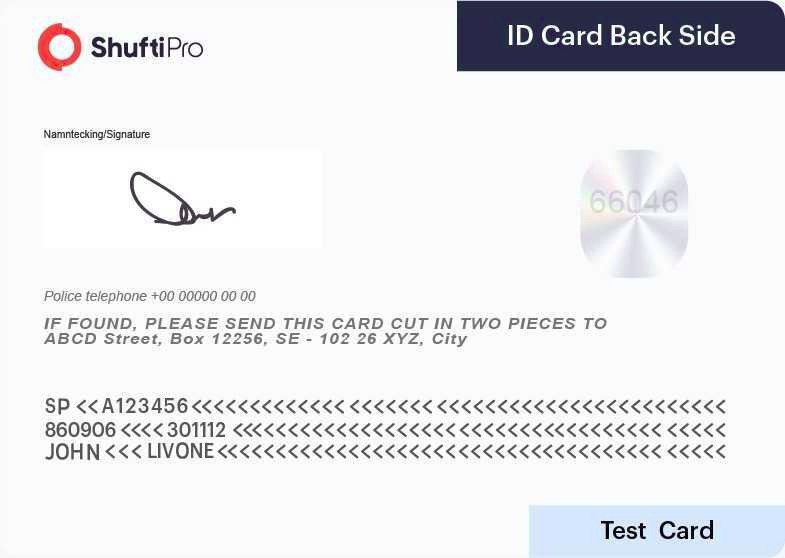 ShuftiPro
ID Card Back Side
Namntecking/Signature
66046
Police telephone +00 00000 00 00
IF FOUND, PLEASE SEND THIS CARD CUT IN TWO PIECES TO
ABCD Street, Box 12256, SE - 102 26 XYZ, City
SP <<A123456<<<<<<<<<<<<< <<<<<<<< <<<<<<<<<<<<<<<<<<<<<<<<<<
860906 <<<< 301112 <<<<<<<<<<<<<<<<<<<<<<<<<<<<<<<<<<<<< <<<<<
JOHN <<< LIVONE<<<<<<<<<<<<<<<<<<<<<<<<<<<<<<<<<<<<<< <<<<<
Test Card